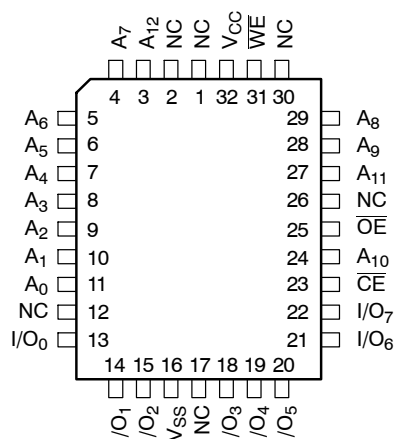 A7 A12 NC NC VCC W̅E̅ NC
4 3 2 1 32 31 30
A6 5 29 A8
A5 6 28 A9
A4 7 27 A11
A3 8 26 NC
A2 9 25 O̅E̅
A1 10 24 A10
A0 11 23 C̅E̅
NC 12 22 I/O7
I/O0 13 21 I/O6
14 15 16 17 18 19 20
/O1 /O2 VSS NC /O3 /O4 /O5